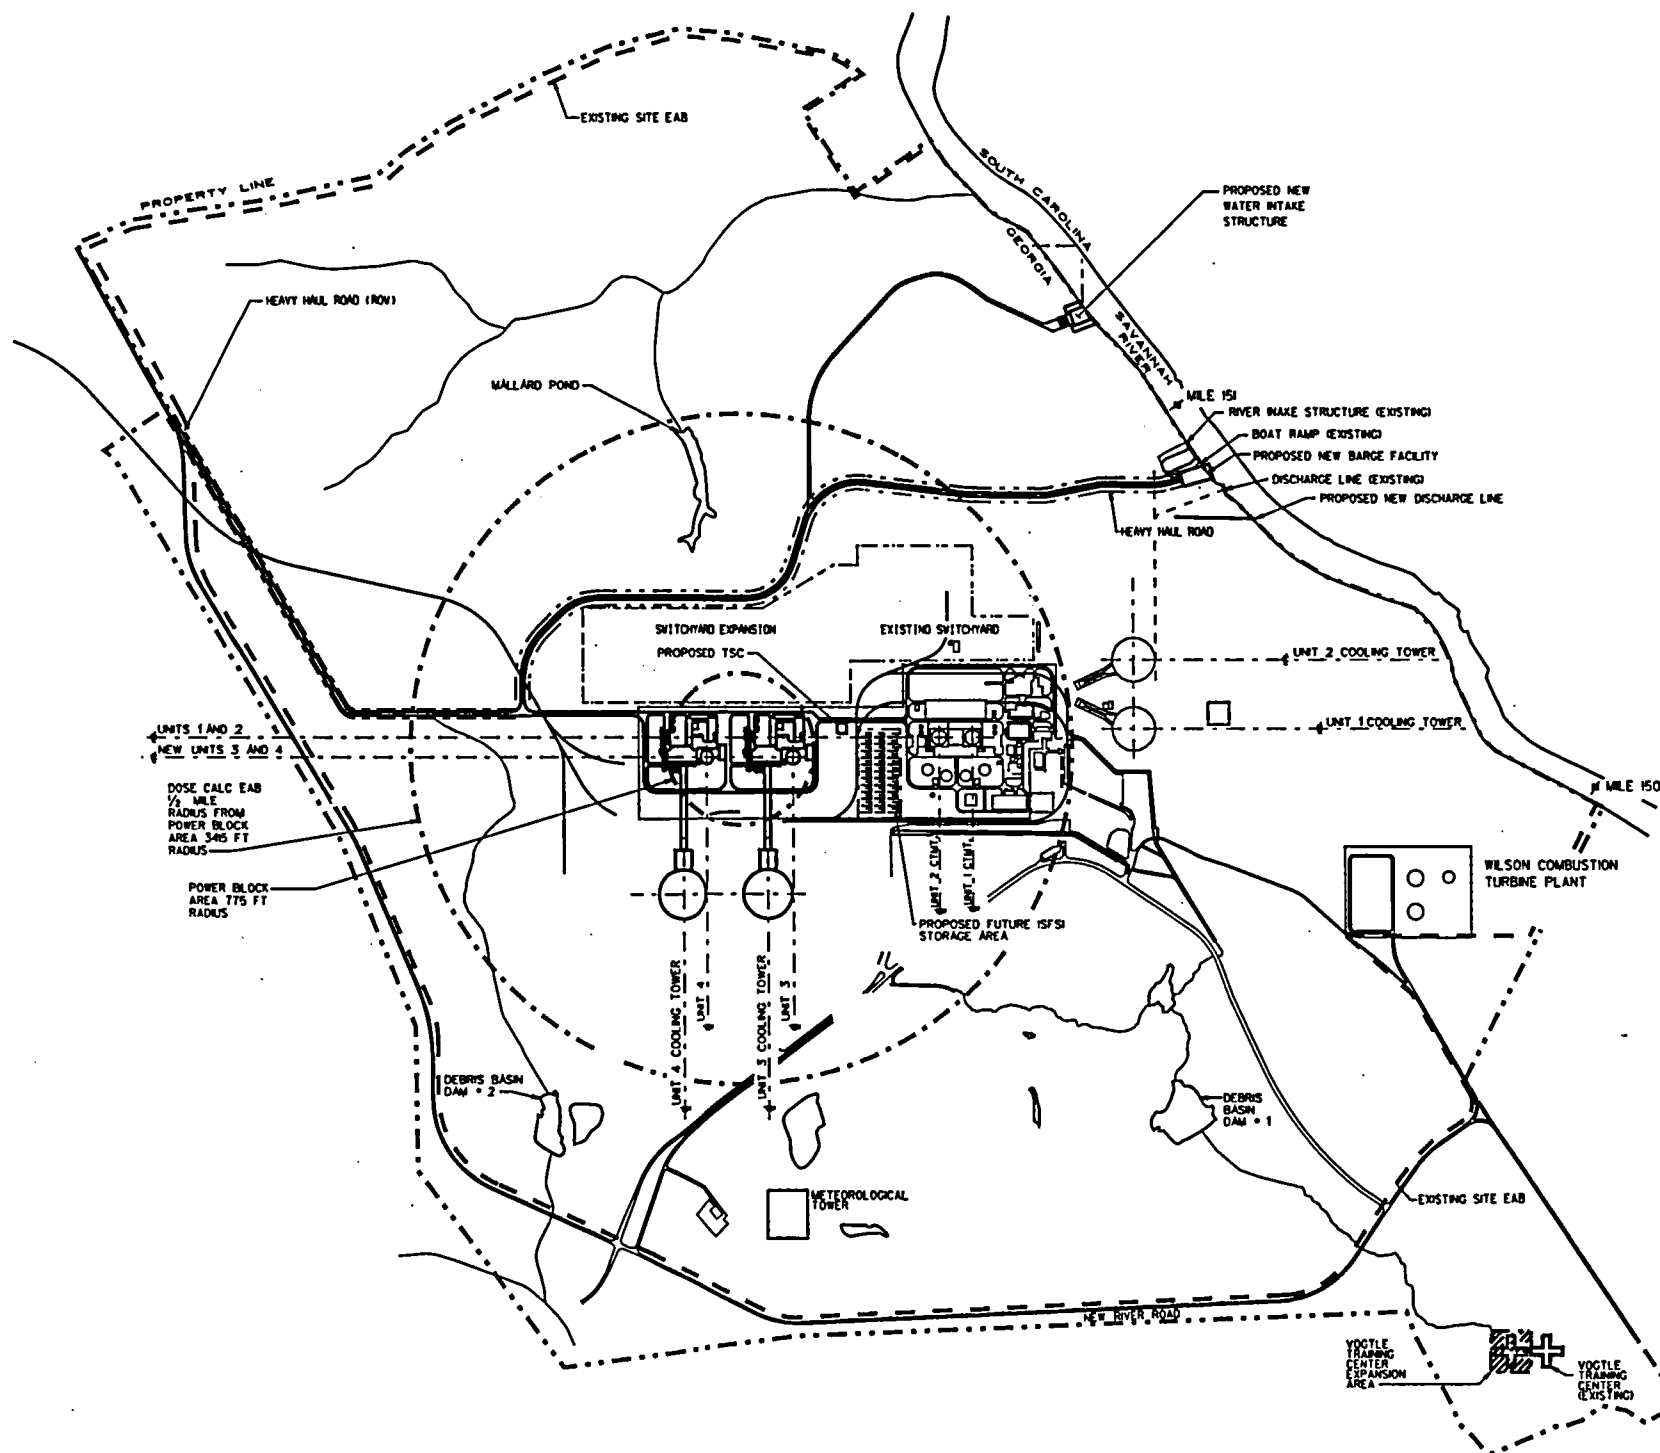 EXISTING SITE EAB
PROPERTY LINE
SOUTH CAROLINA
GEORGIA
PROPOSED NEW
WATER INTAKE
STRUCTURE
HEAVY HAUL ROAD (ROW)
SAVANNAH
RIVER
MALLARD POND
MILE 151
RIVER INAKE STRUCTURE (EXISTING)
BOAT RAMP (EXISTING)
PROPOSED NEW BARGE FACILITY
DISCHARGE LINE (EXISTING)
PROPOSED NEW DISCHARGE LINE
HEAVY HAUL ROAD
SWITCHYARD EXPANSION
EXISTING SWITCHYARD
PROPOSED TSC
UNIT 2 COOLING TOWER
UNIT 1 COOLING TOWER
UNITS 1 AND 2
NEW UNITS 3 AND 4
DOSE CALC EAB
1/2 MILE
RADIUS FROM
POWER BLOCK
AREA 3415 FT
RADIUS
MILE 150
WILSON COMBUSTION
TURBINE PLANT
POWER BLOCK
AREA 775 FT
RADIUS
UNIT 2 CTMT
UNIT 1 CTMT
PROPOSED FUTURE ISFSI
STORAGE AREA
UNIT 4 COOLING TOWER
UNIT 4
UNIT 3 COOLING TOWER
UNIT 3
DEBRIS BASIN
DAM # 2
DEBRIS
BASIN
DAM # 1
METEOROLOGICAL
TOWER
EXISTING SITE EAB
NEW RIVER ROAD
VOGTLE
TRAINING
CENTER
EXPANSION
AREA
VOGTLE
TRAINING
CENTER
(EXISTING)